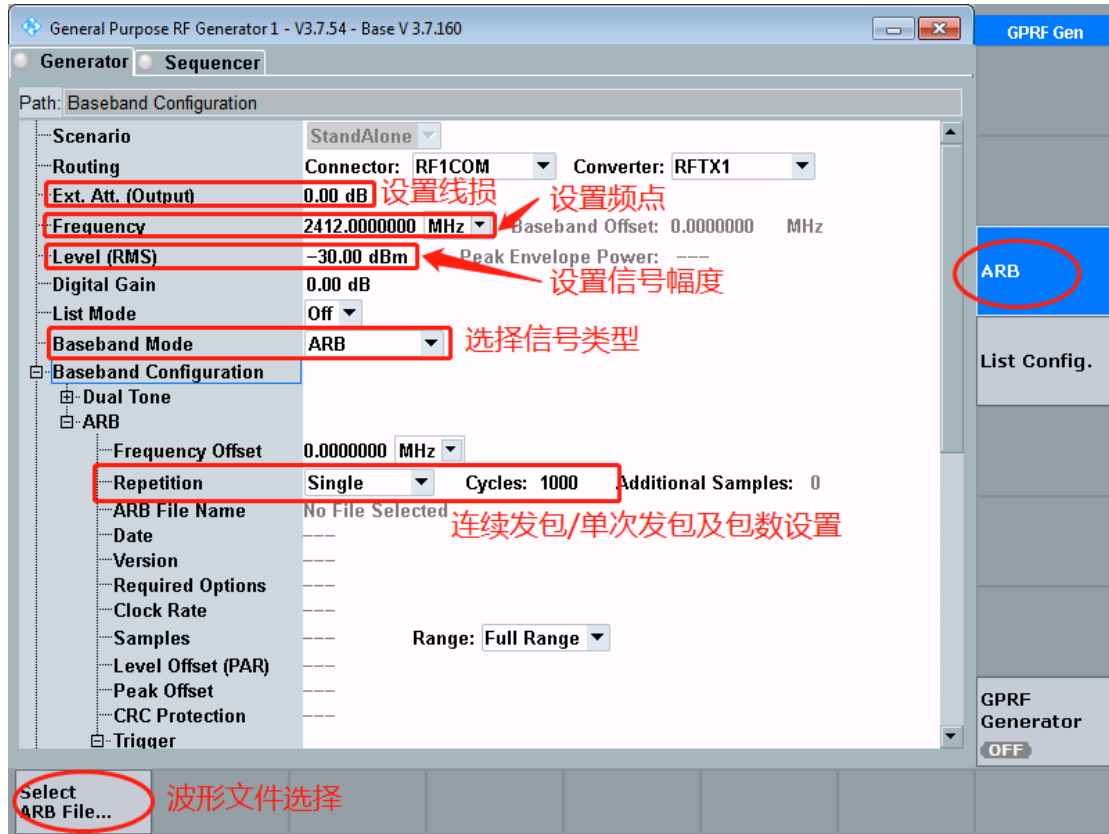 General Purpose RF Generator 1 - V3.7.54 - Base V 3.7.160
GPRF Gen
Generator Sequencer
Path: Baseband Configuration
Scenario StandAlone
Routing Connector: RF1COM Converter: RFTX1
Ext. Att. (Output) 0.00 dB 设置线损
设置频点
Frequency 2412.0000000 MHz Baseband Offset: 0.0000000 MHz
Level (RMS) −30.00 dBm Peak Envelope Power: −−−
设置信号幅度
Digital Gain 0.00 dB
ARB
List Mode Off
Baseband Mode ARB 选择信号类型
Baseband Configuration
List Config.
Dual Tone
ARB
Frequency Offset 0.0000000 MHz
Repetition Single Cycles: 1000 Additional Samples: 0
ARB File Name No File Selected
连续发包/单次发包及包数设置
Date −−−
Version −−−
Required Options −−−
Clock Rate −−−
Samples −−− Range: Full Range
Level Offset (PAR) −−−
Peak Offset −−−
CRC Protection −−−
Trigger
GPRF
Generator
OFF
Select
ARB File...
波形文件选择